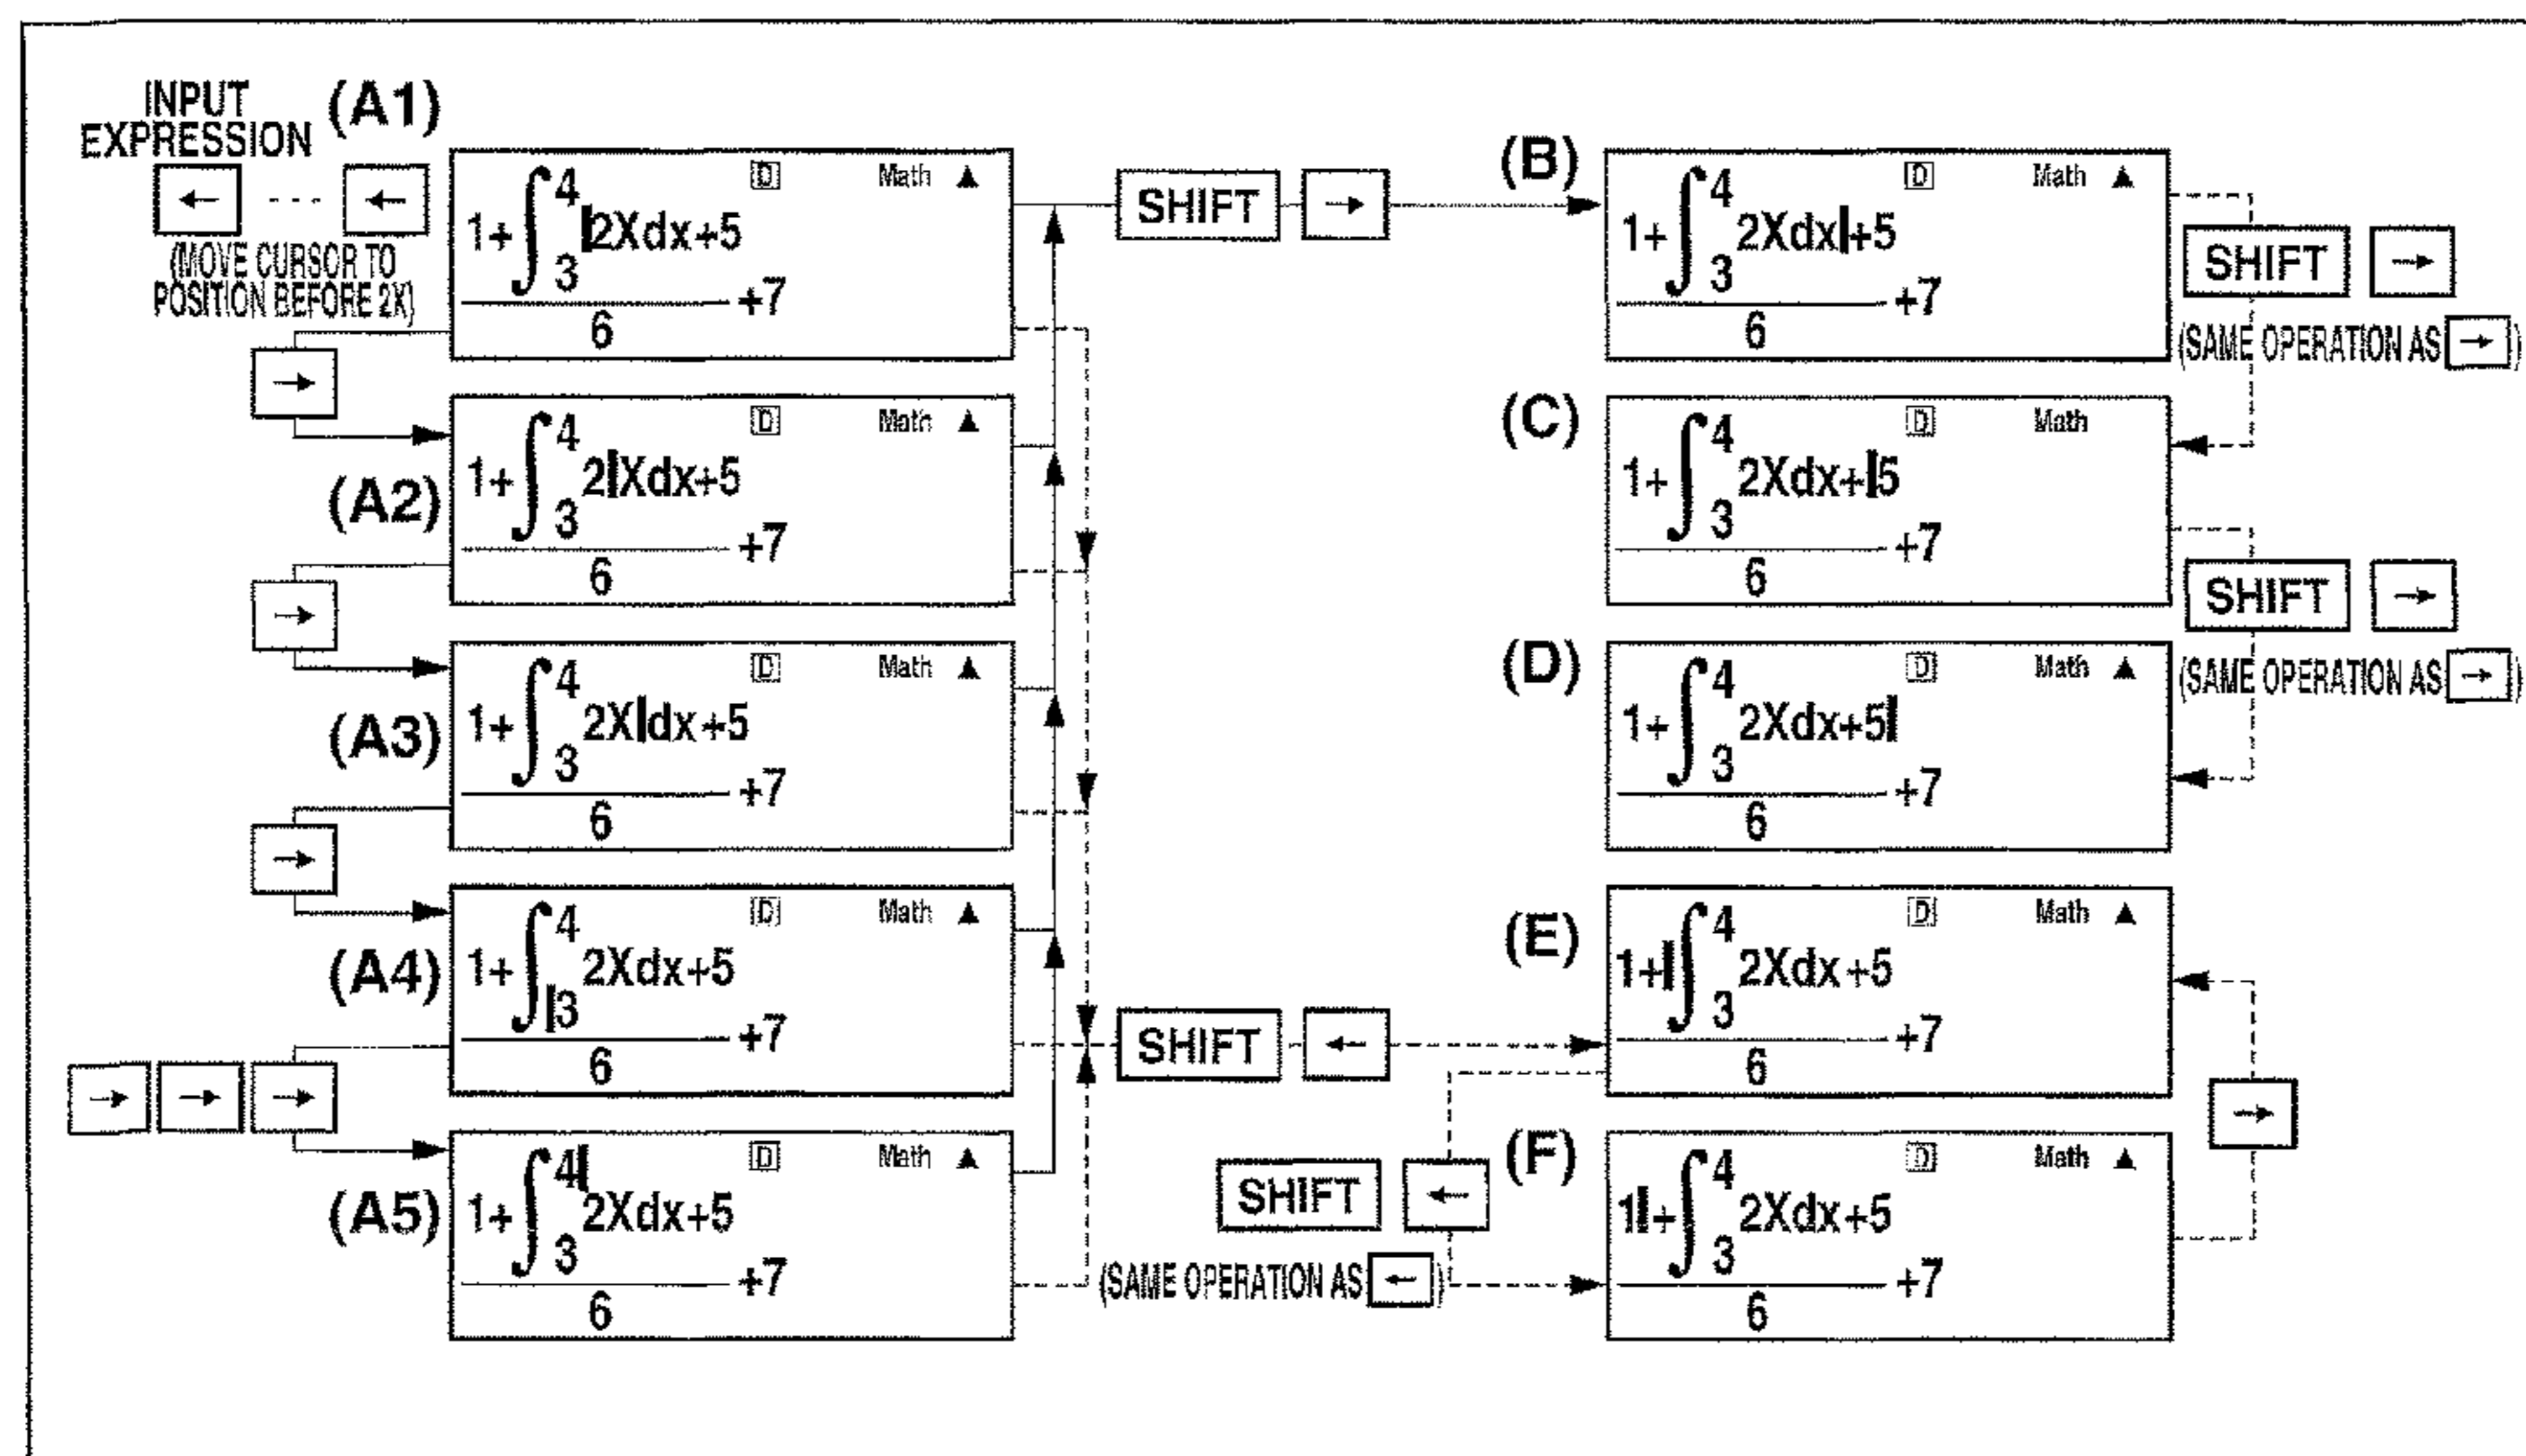 INPUT
EXPRESSION
(A1)
← - - - ←
(MOVE CURSOR TO
POSITION BEFORE 2X)
D Math ▲
4
1+∫ |2Xdx+5
3
+7
6
SHIFT →
(B)
D Math ▲
4
1+∫ 2Xdx|+5
3
+7
6
SHIFT →
(SAME OPERATION AS →)
→
(A2)
D Math ▲
4
1+∫ 2|Xdx+5
3
+7
6
(C)
D Math
4
1+∫ 2Xdx+|5
3
+7
6
SHIFT →
(SAME OPERATION AS →)
→
(A3)
D Math ▲
4
1+∫ 2X|dx+5
3
+7
6
(D)
D Math ▲
4
1+∫ 2Xdx+5|
3
+7
6
→
(A4)
D Math ▲
4
1+∫ 2Xdx+5
|3
+7
6
SHIFT ←
(E)
D Math ▲
4
1+|∫ 2Xdx+5
3
+7
6
→
→ → →
(A5)
D Math ▲
4|
1+∫ 2Xdx+5
3
+7
6
SHIFT ←
(SAME OPERATION AS ←)
(F)
D Math ▲
4
1|+∫ 2Xdx+5
3
+7
6